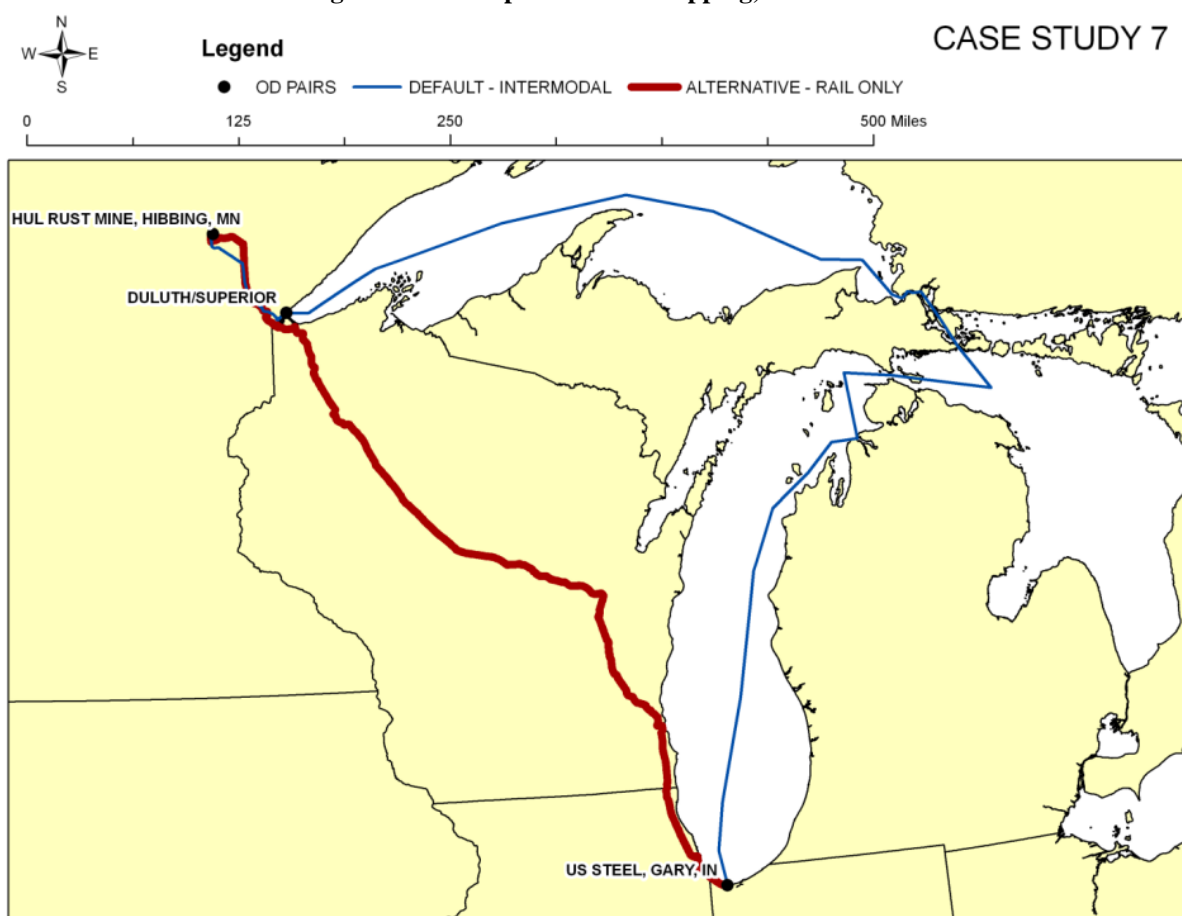 CASE STUDY 7
N
W E
S
Legend
OD PAIRS DEFAULT - INTERMODAL ALTERNATIVE - RAIL ONLY
0 125 250 500 Miles
HUL RUST MINE, HIBBING, MN
DULUTH/SUPERIOR
US STEEL, GARY, IN